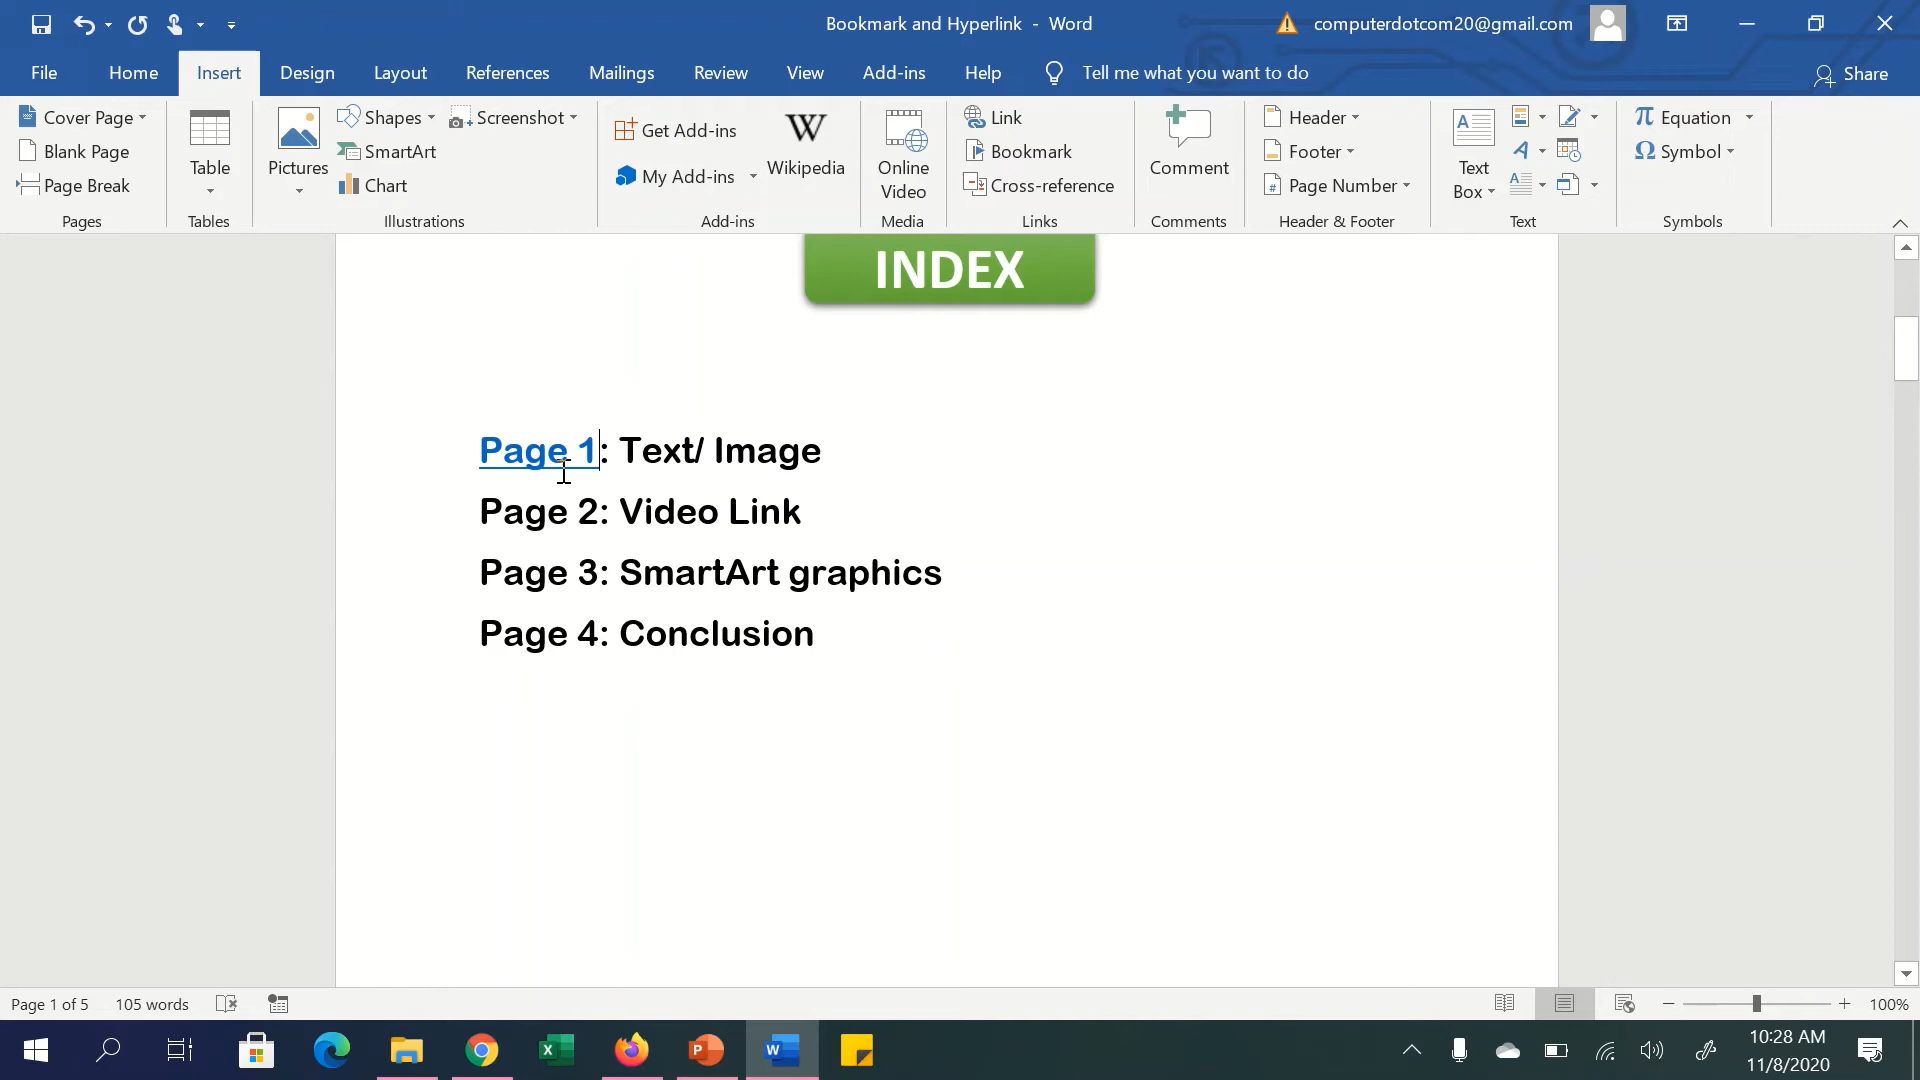 Bookmark and Hyperlink - Word
computerdotcom20@gmail.com
File Home Insert Design Layout References Mailings Review View Add-ins Help Tell me what you want to do Share
Cover Page
Blank Page
Page Break
Pages
Table
Tables
Pictures
Shapes
SmartArt
Chart
Screenshot
Illustrations
Get Add-ins
My Add-ins
W
Wikipedia
Add-ins
Online
Video
Media
Link
Bookmark
Cross-reference
Links
Comment
Comments
Header
Footer
Page Number
Header & Footer
A
Text
Box
Text
π Equation
Ω Symbol
Symbols
INDEX
Page 1: Text/ Image
Page 2: Video Link
Page 3: SmartArt graphics
Page 4: Conclusion
Page 1 of 5 105 words
100%
10:28 AM
11/8/2020